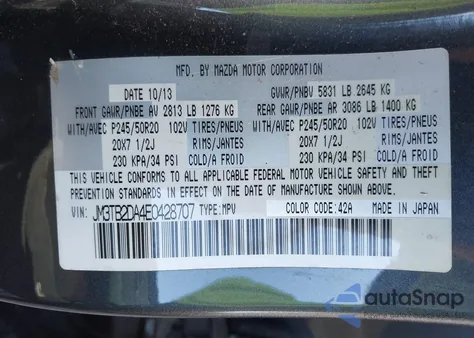 MFD. BY MAZDA MOTOR CORPORATION
DATE 10/13 GVWR/PNBV 5831 LB 2645 KG
FRONT GAWR/PNBE AV 2813 LB 1276 KG REAR GAWR/PNBE AR 3086 LB 1400 KG
WITH/AVEC P245/50R20 102V TIRES/PNEUS WITH/AVEC P245/50R20 102V TIRES/PNEUS
20X7 1/2J RIMS/JANTES 20X7 1/2J RIMS/JANTES
230 KPA/34 PSI COLD/A FROID 230 KPA/34 PSI COLD/A FROID
THIS VEHICLE CONFORMS TO ALL APPLICABLE FEDERAL MOTOR VEHICLE SAFETY AND THEFT
PREVENTION STANDARDS IN EFFECT ON THE DATE OF MANUFACTURE SHOWN ABOVE.
VIN: JM3TB2DA4E0428707 TYPE: MPV COLOR CODE: 42A MADE IN JAPAN
autoSnap